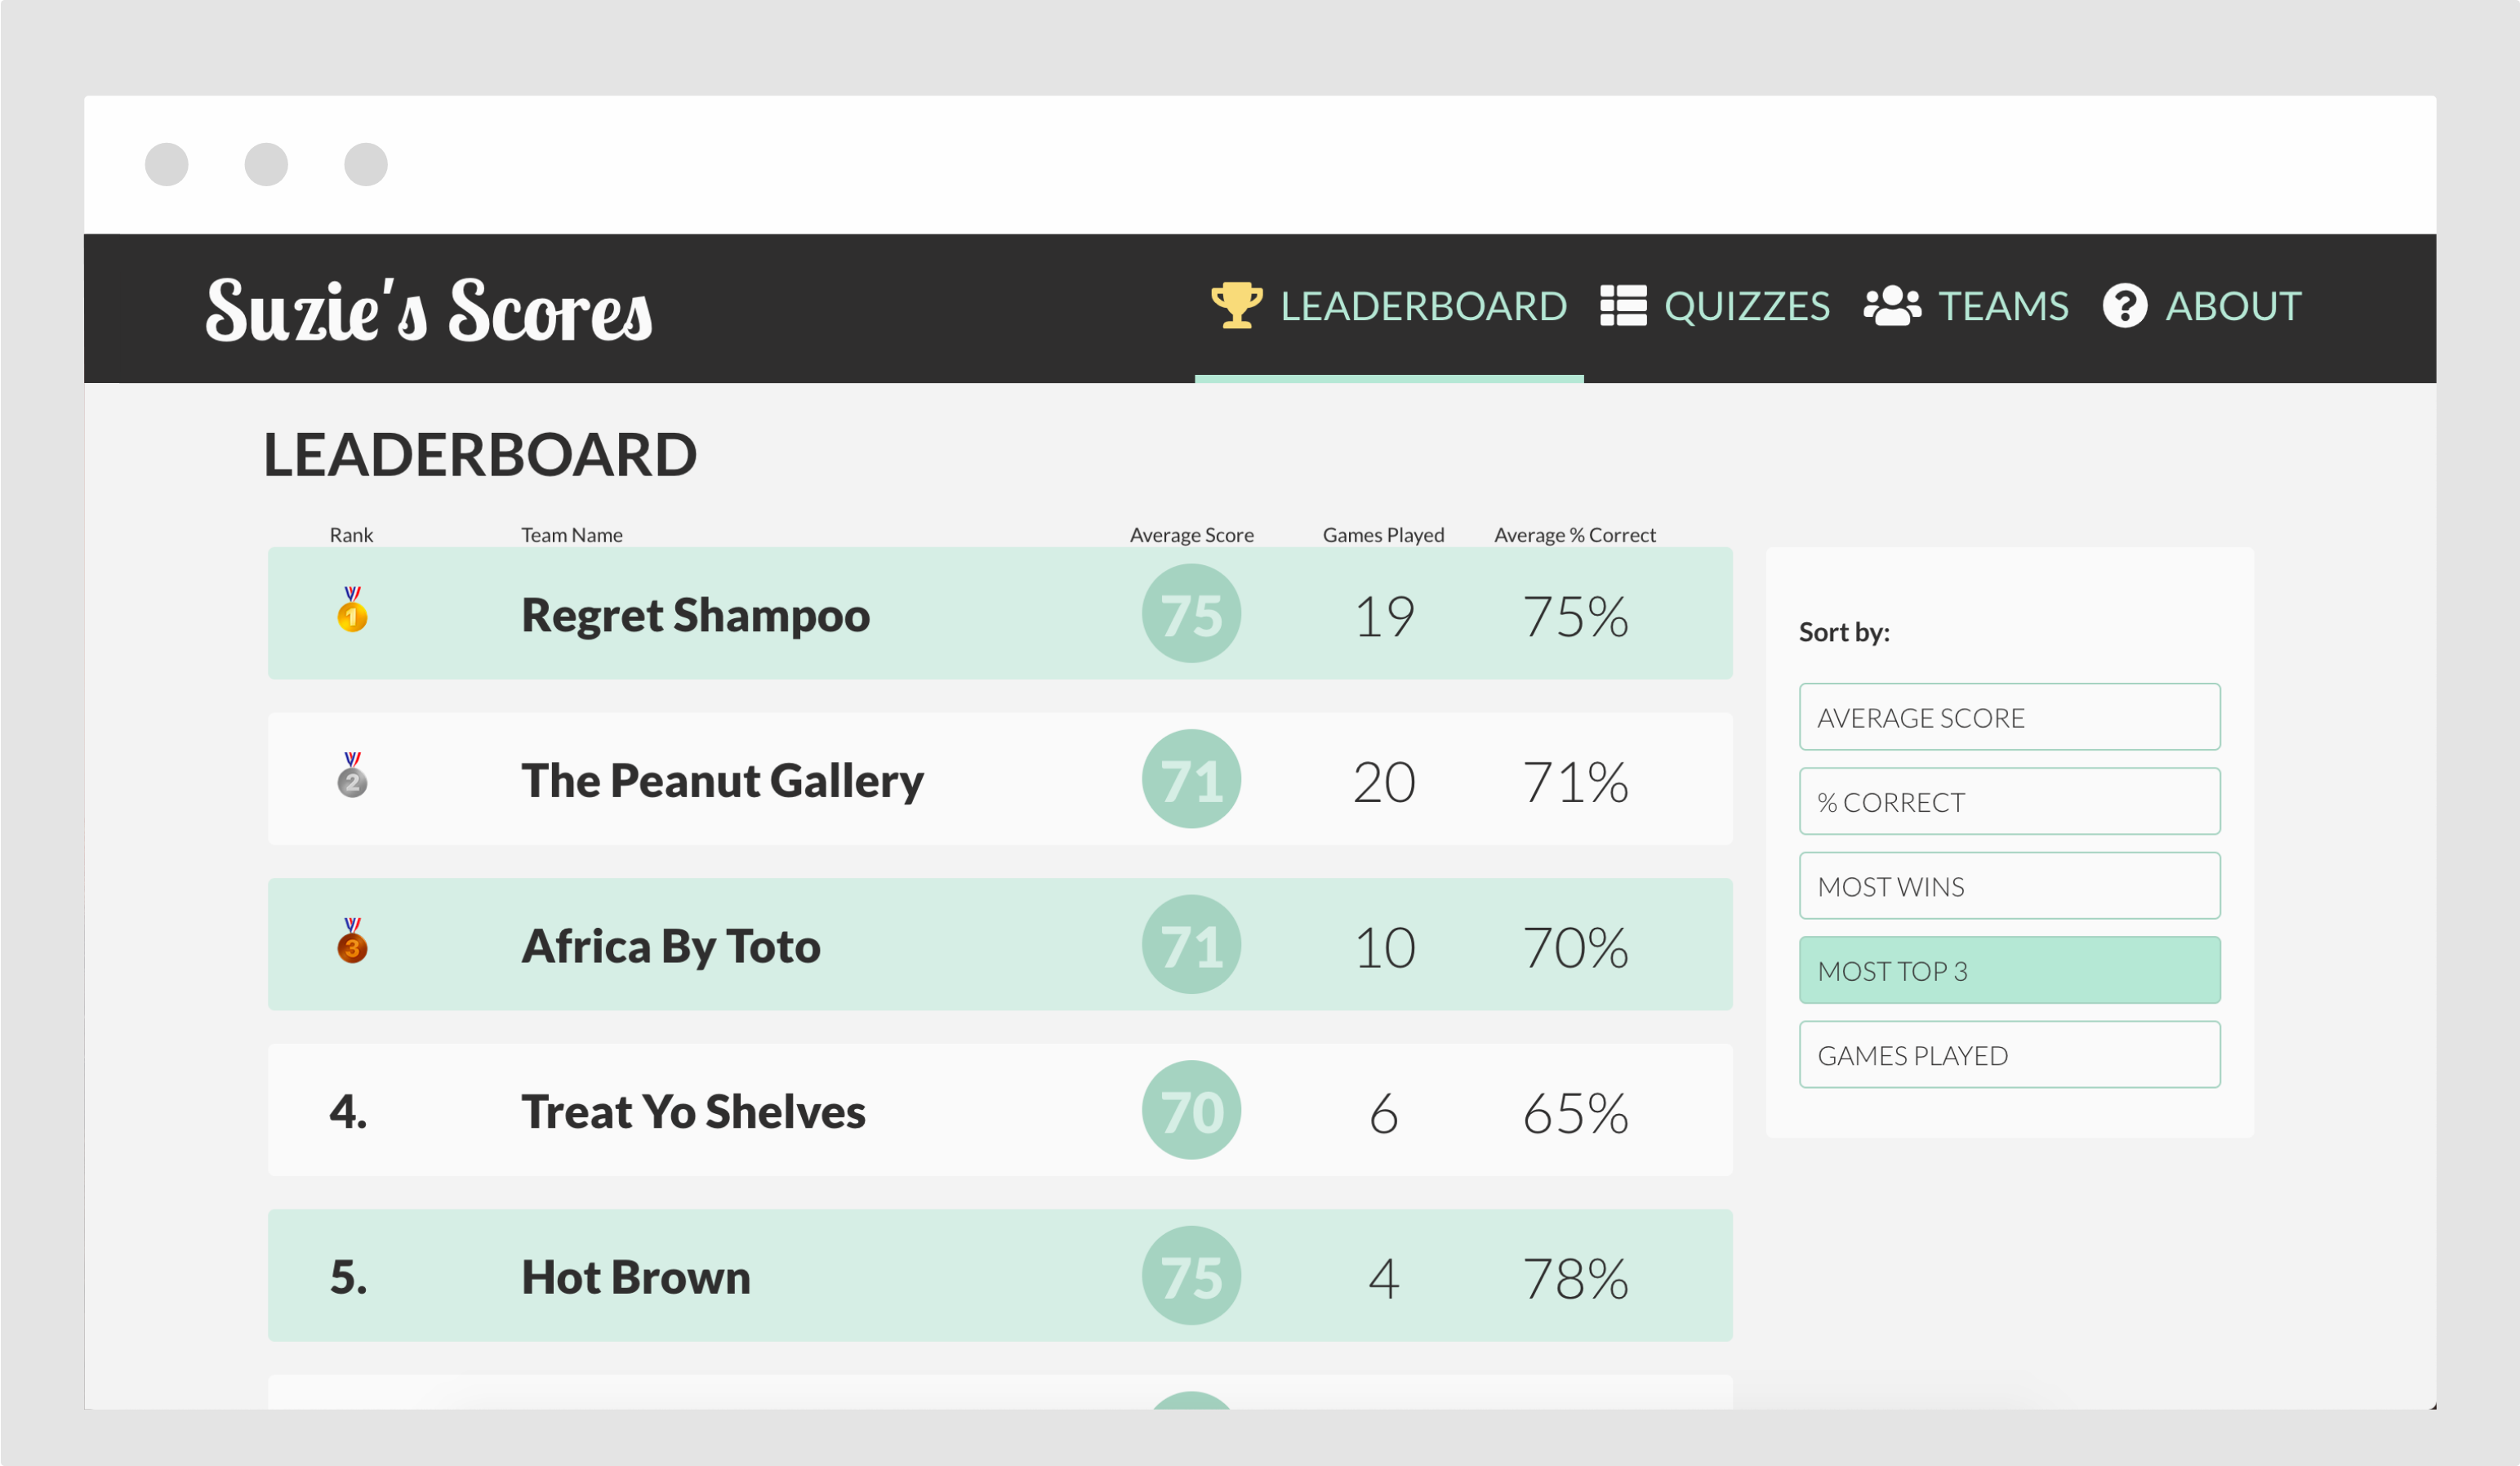 Suzie's Scores
LEADERBOARD QUIZZES TEAMS ABOUT
LEADERBOARD
Rank Team Name Average Score Games Played Average % Correct
1 Regret Shampoo 75 19 75%
2 The Peanut Gallery 71 20 71%
3 Africa By Toto 71 10 70%
4. Treat Yo Shelves 70 6 65%
5. Hot Brown 75 4 78%
Sort by:
AVERAGE SCORE
% CORRECT
MOST WINS
MOST TOP 3
GAMES PLAYED